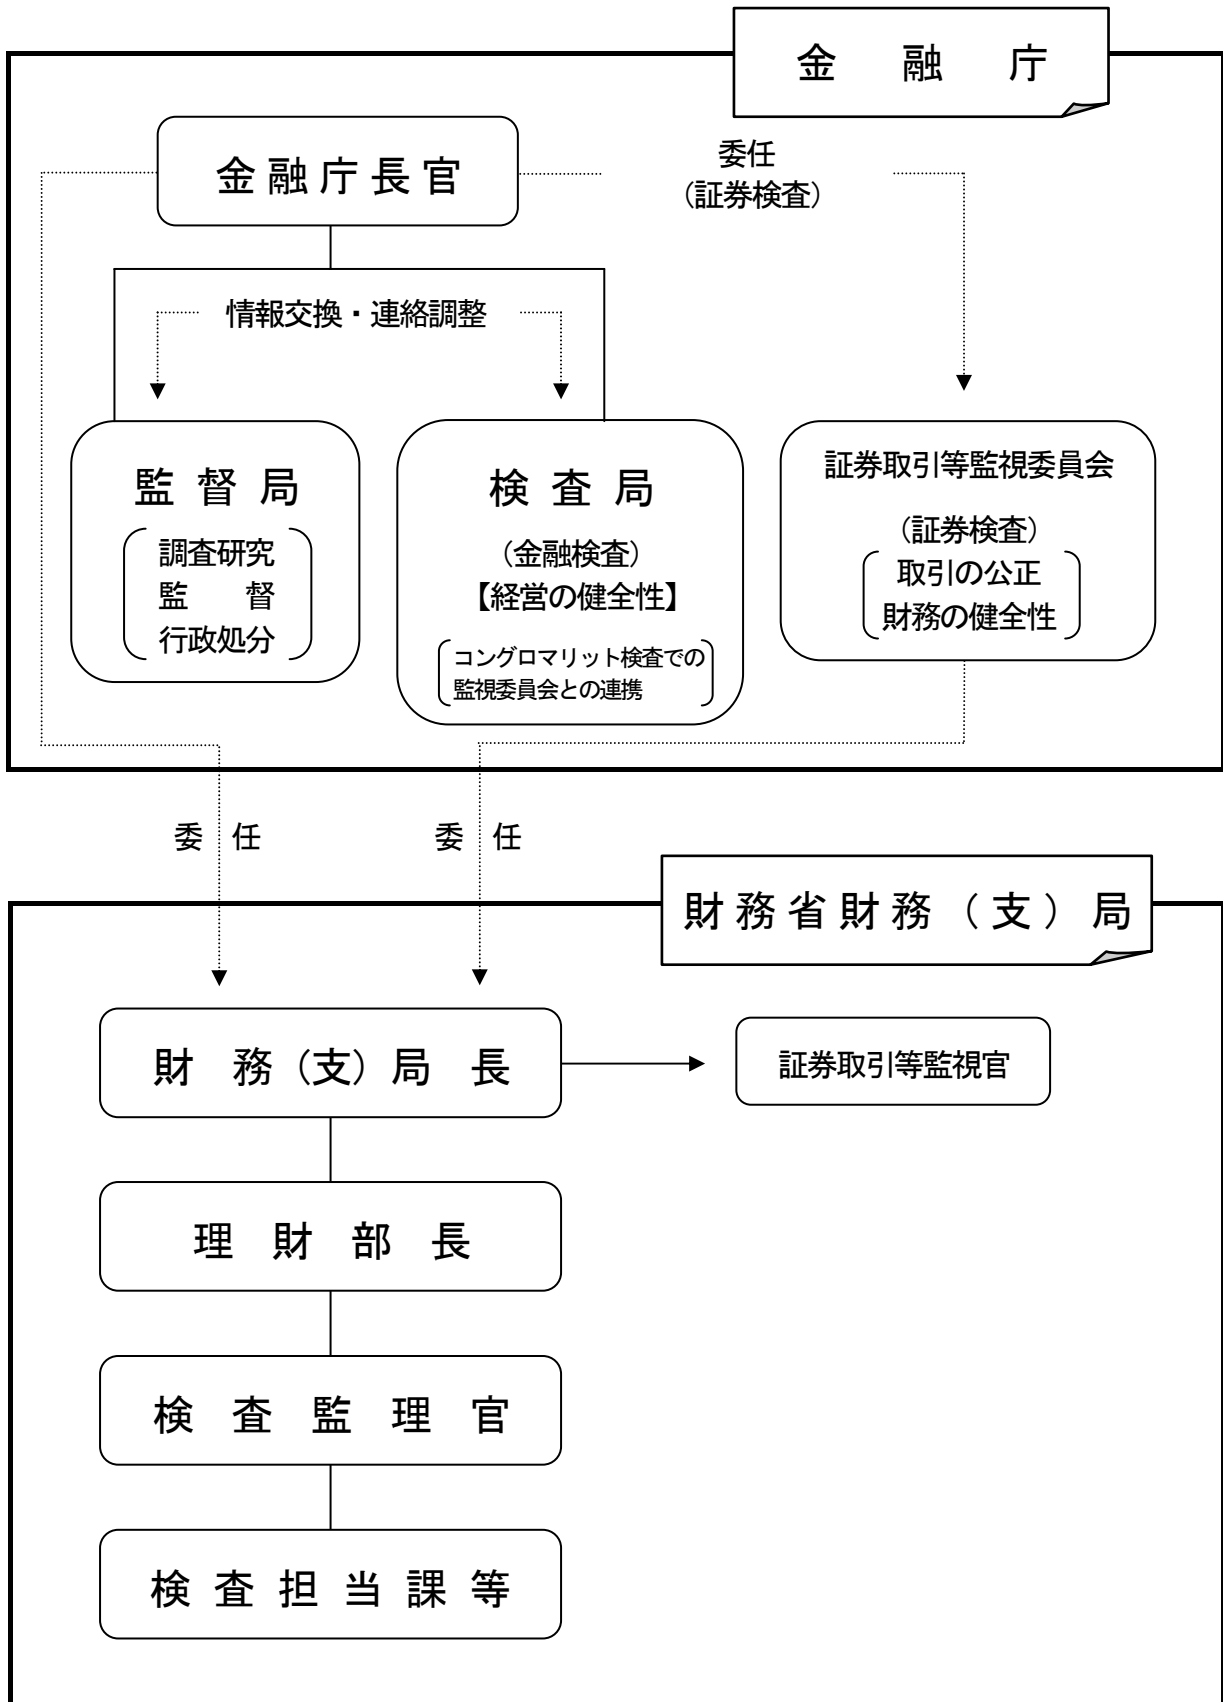 金融庁
金融庁長官
委任
（証券検査）
情報交換・連絡調整
監督局
調査研究
監督
行政処分
検査局
（金融検査）
【経営の健全性】
コングロマリット検査での
監視委員会との連携
証券取引等監視委員会
（証券検査）
取引の公正
財務の健全性
委任
委任
財務省財務（支）局
財務（支）局長
証券取引等監視官
理財部長
検査監理官
検査担当課等